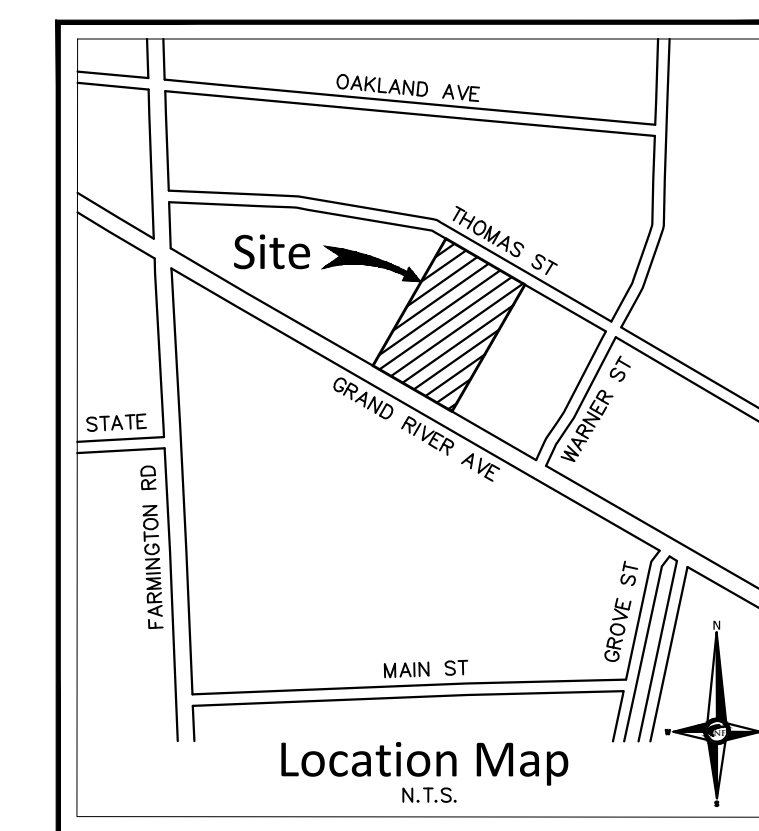 OAKLAND AVE
THOMAS ST
Site
GRAND RIVER AVE
WARNER ST
STATE
FARMINGTON RD
GROVE ST
MAIN ST
N
W
NF
S
Location Map
N.T.S.